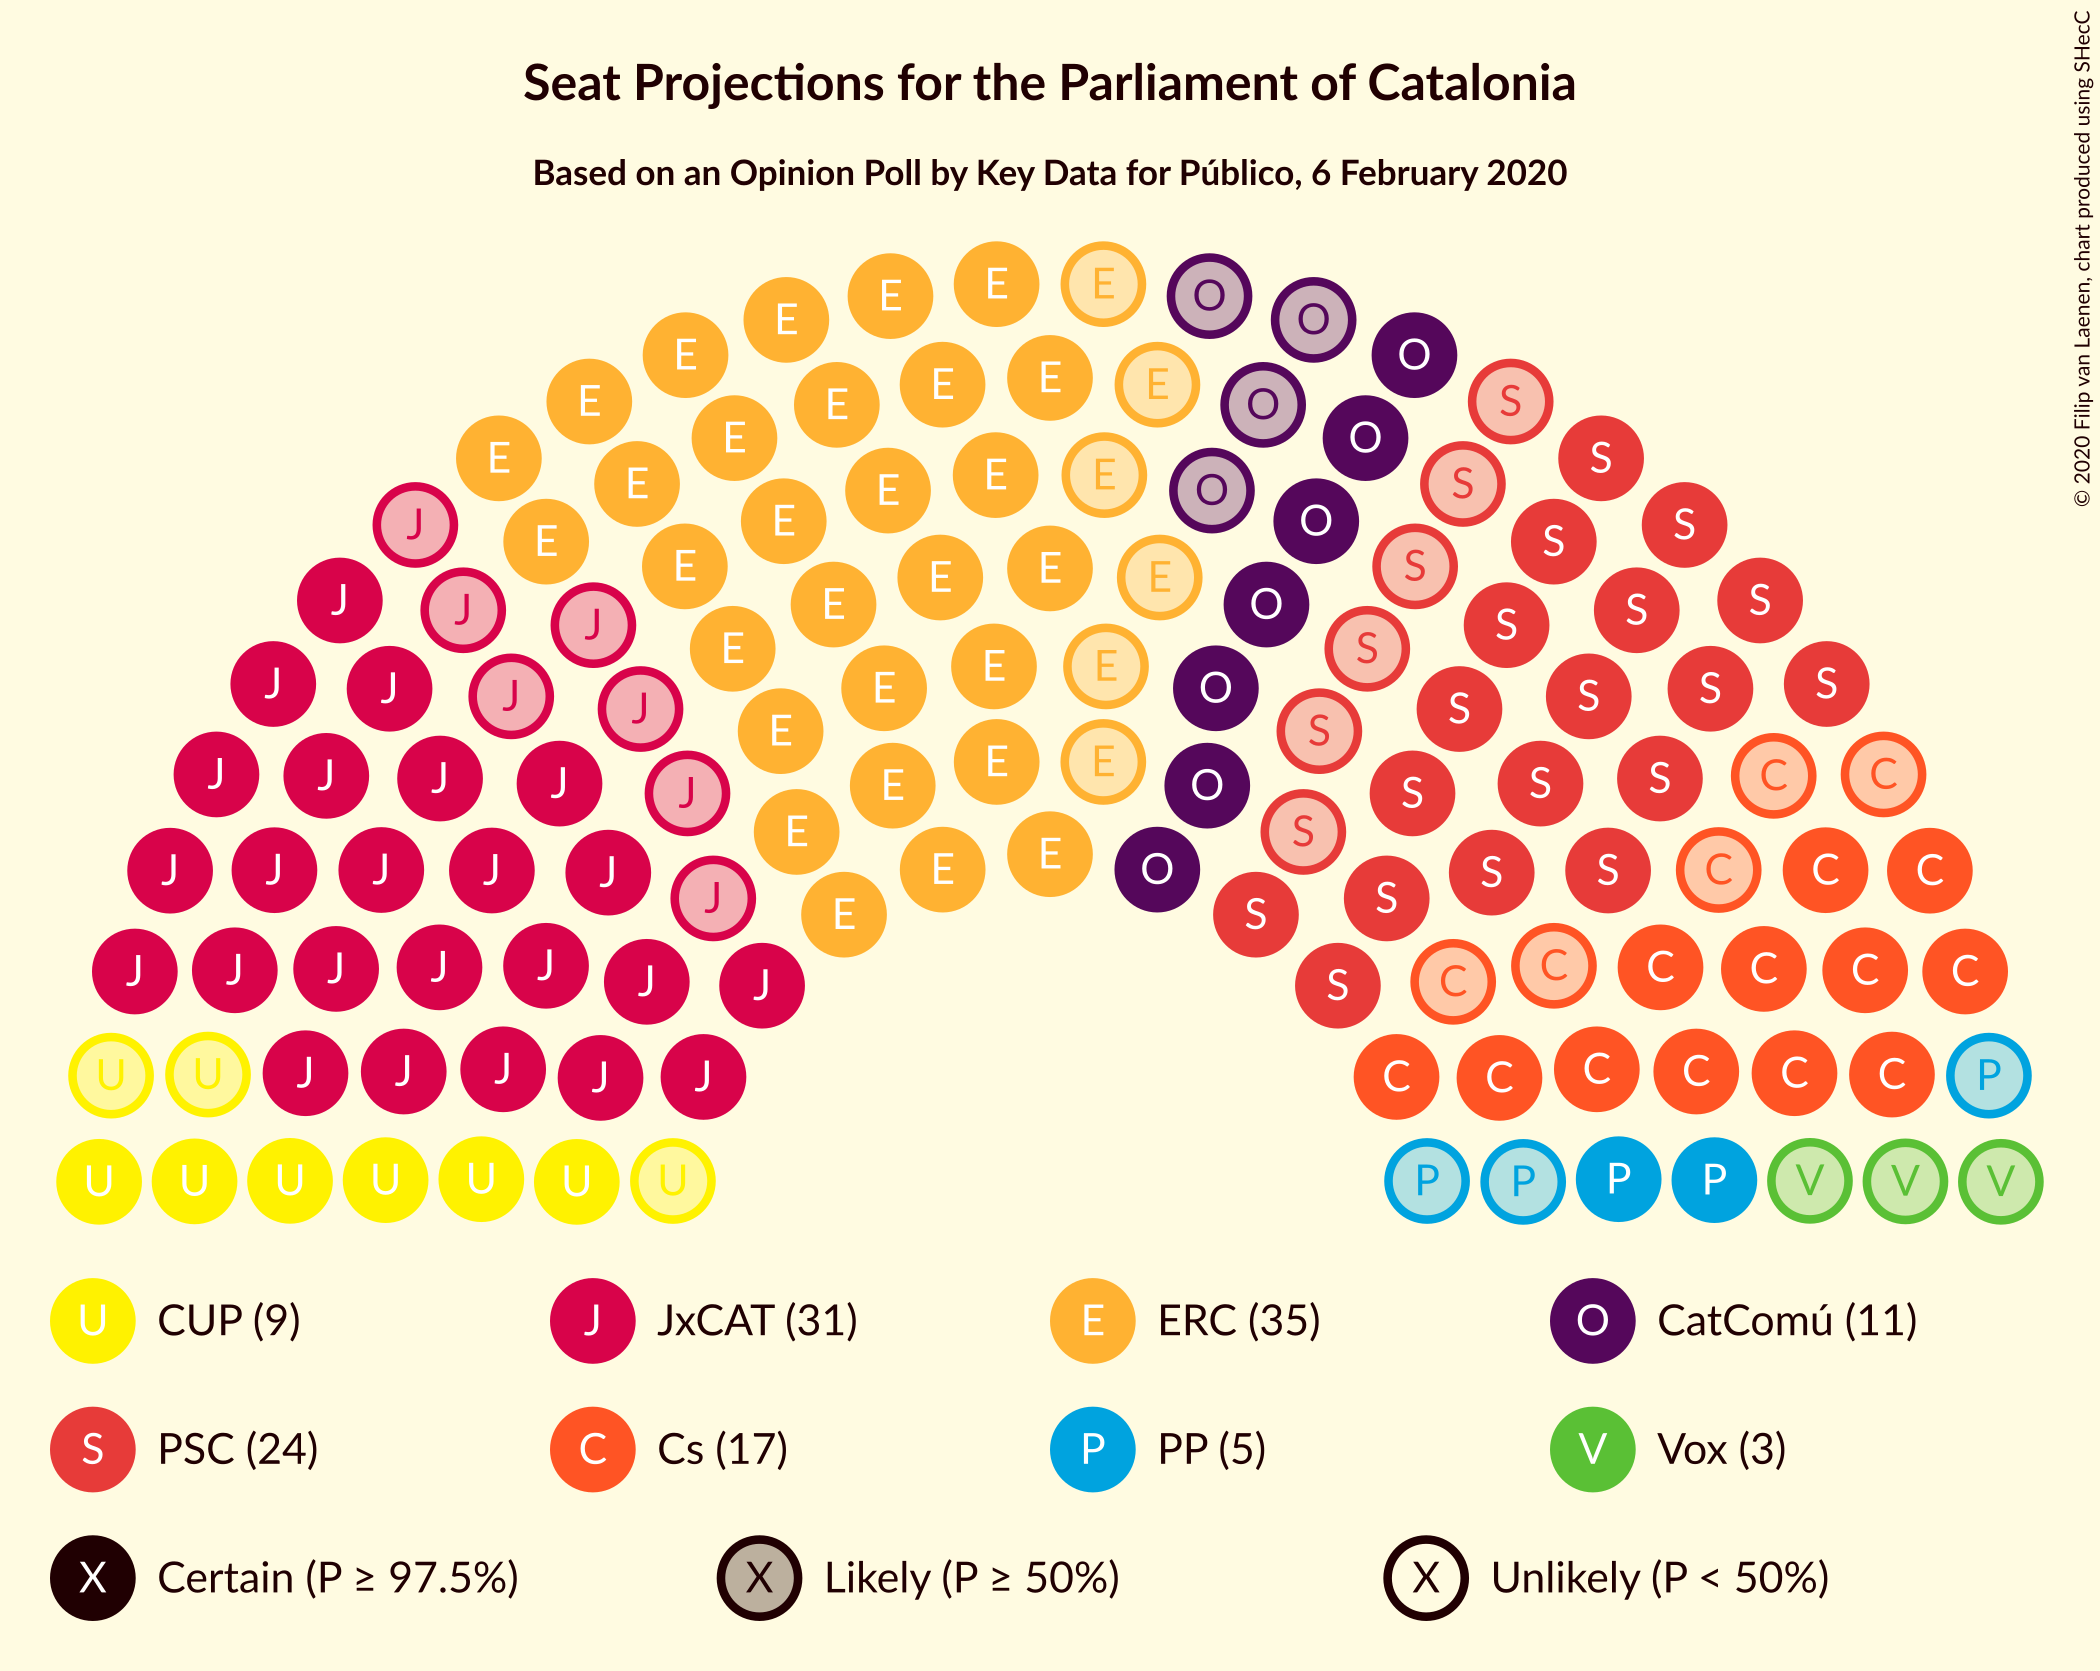 Seat Projections for the Parliament of Catalonia
Based on an Opinion Poll by Key Data for Público, 6 February 2020
© 2020 Filip van Laenen, chart produced using SHecC
E E O O
E E E O
E E E O S
E E E O O S
E E E E O S S
E E E O S
J E E E O S S S
E E E E O S S
J J J E E E O S S S S
E E E S
J J J J E E E O S S S S S
J J J J J E E E O S S S S C C
E S
J J J J J J E E O S S S S C C C
E S
J J J J J J J S C C C C C C
U U J J J J J C C C C C C P
U U U U U U U P P P P V V V
U CUP (9)
J JxCAT (31)
E ERC (35)
O CatComú (11)
S PSC (24)
C Cs (17)
P PP (5)
V Vox (3)
X Certain (P ≥ 97.5%)
X Likely (P ≥ 50%)
X Unlikely (P < 50%)